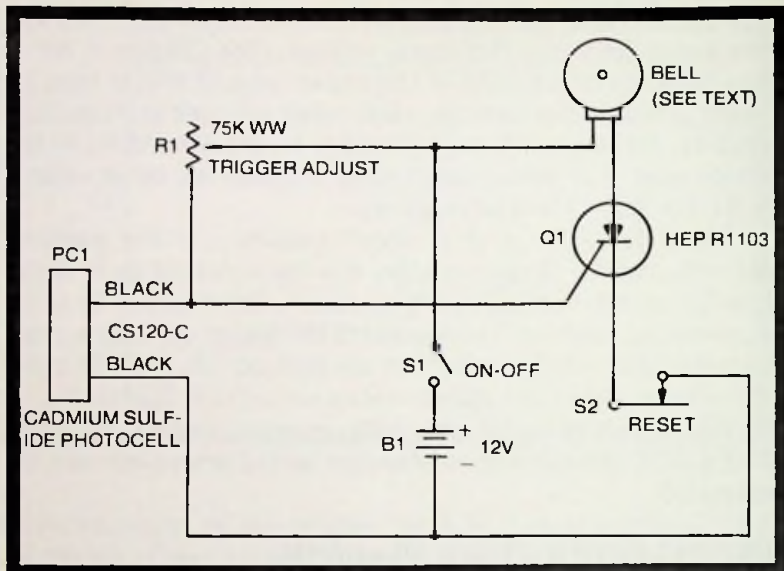 BELL
(SEE TEXT)
75K WW
R1
TRIGGER ADJUST
Q1
HEP R1103
PC1
BLACK
CS120-C
BLACK
S1
ON-OFF
CADMIUM SULF-
IDE PHOTOCELL
S2
RESET
B1
+
12V
-